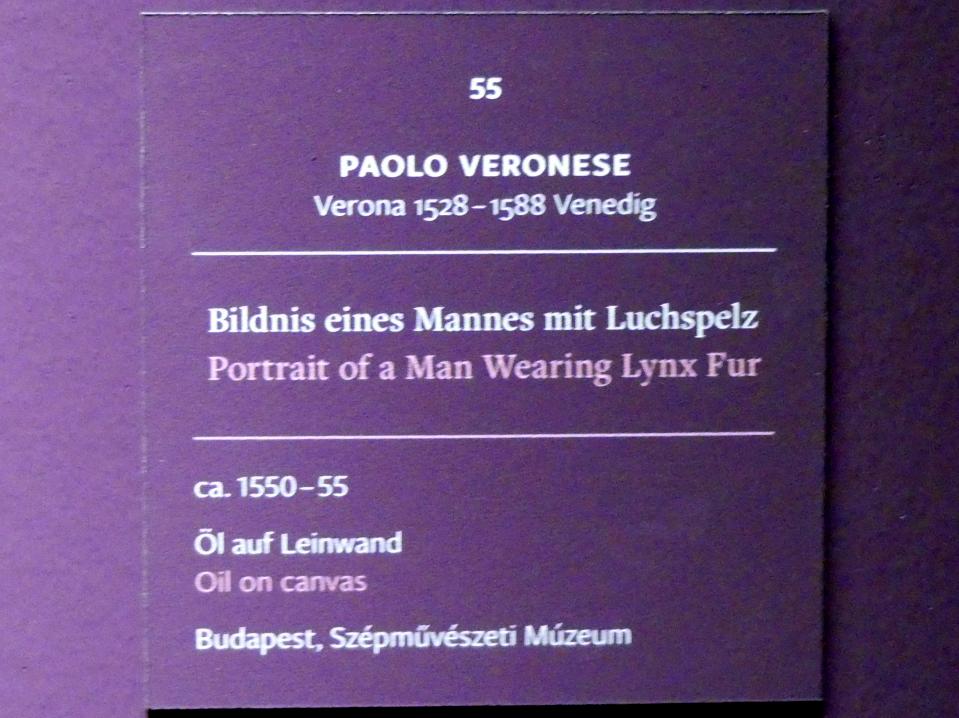 55
PAOLO VERONESE
Verona 1528–1588 Venedig
Bildnis eines Mannes mit Luchspelz
Portrait of a Man Wearing Lynx Fur
ca. 1550–55
Öl auf Leinwand
Oil on canvas
Budapest, Szépművészeti Múzeum